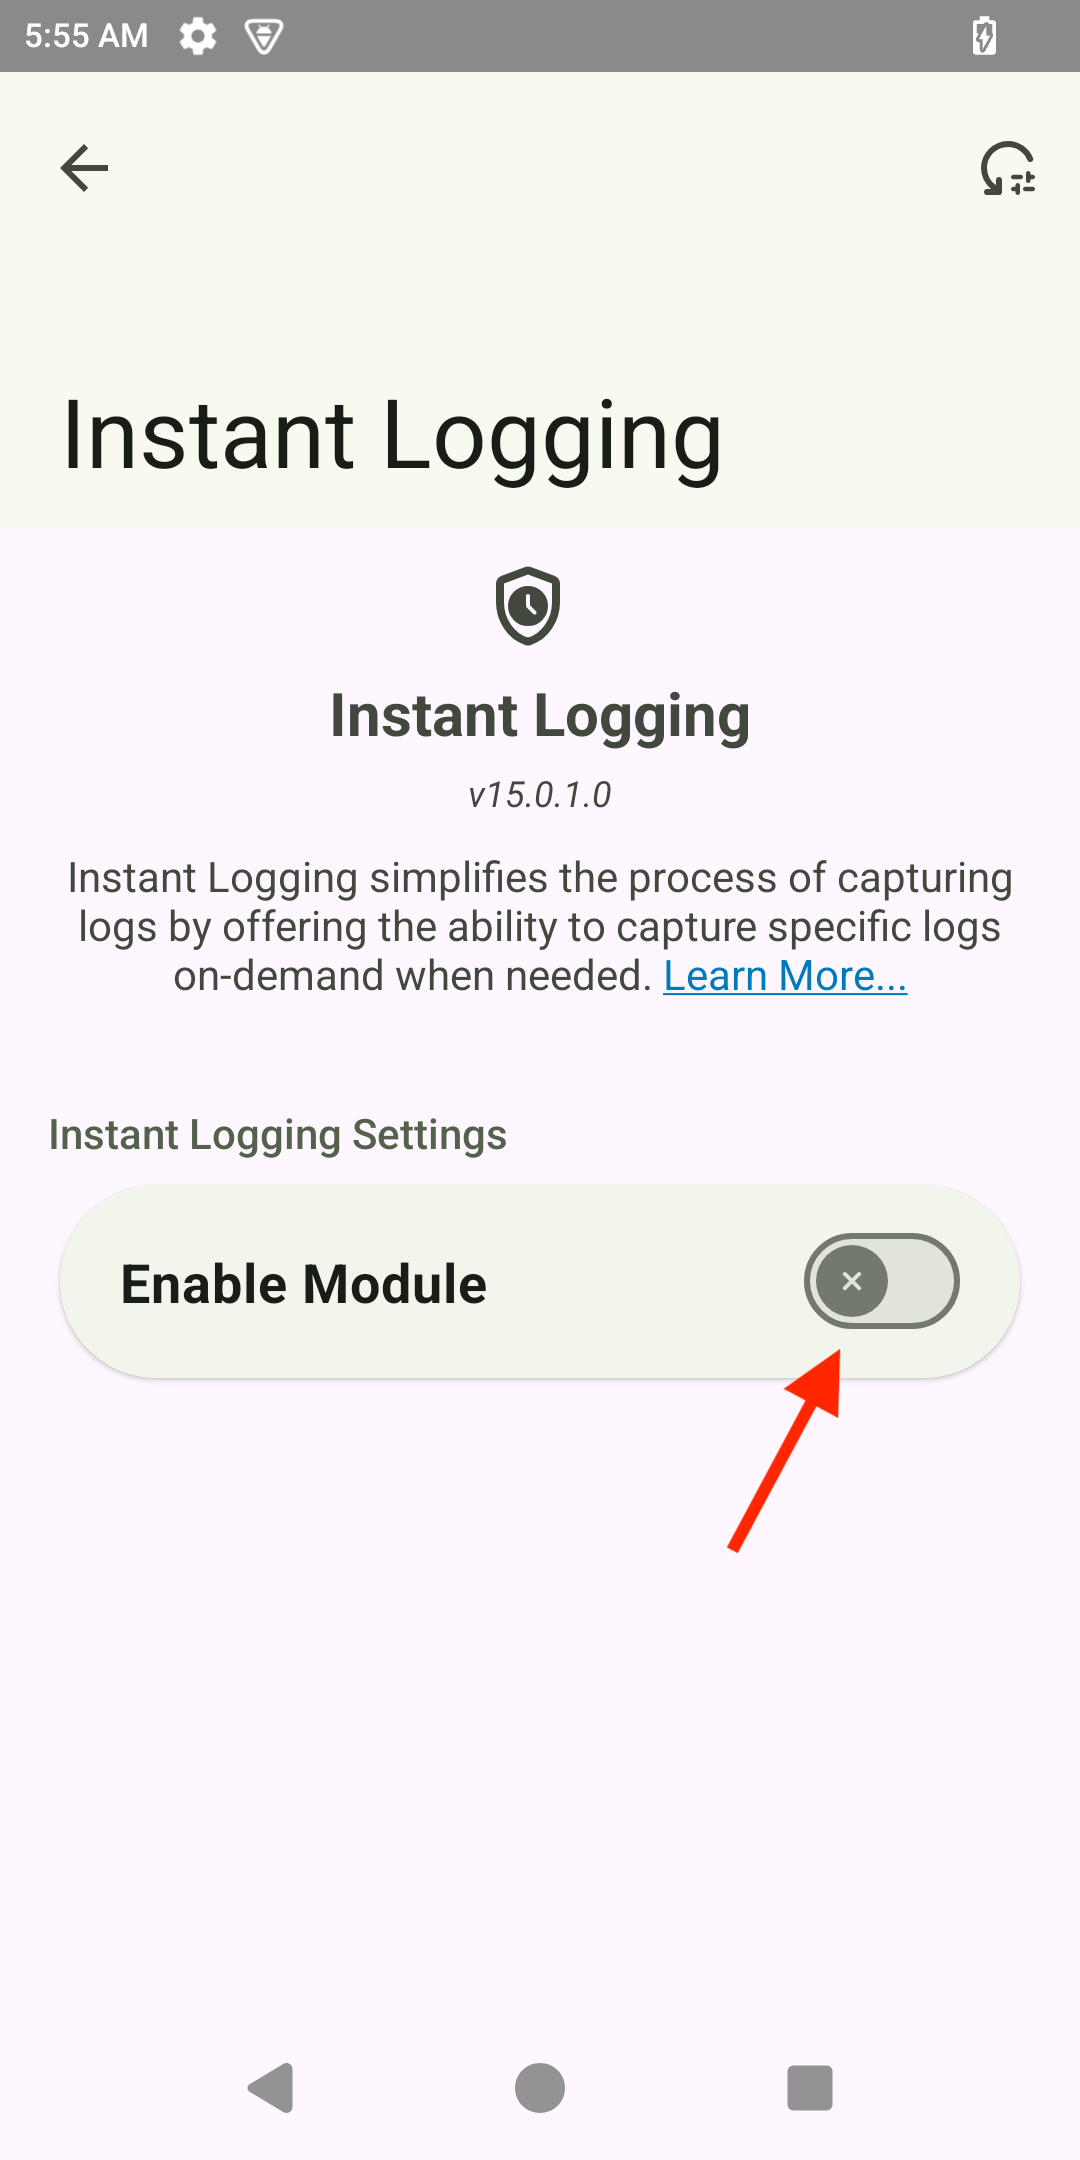 5:55 AM
Instant Logging
Instant Logging
v15.0.1.0
Instant Logging simplifies the process of capturing
logs by offering the ability to capture specific logs
on-demand when needed. Learn More...
Instant Logging Settings
Enable Module